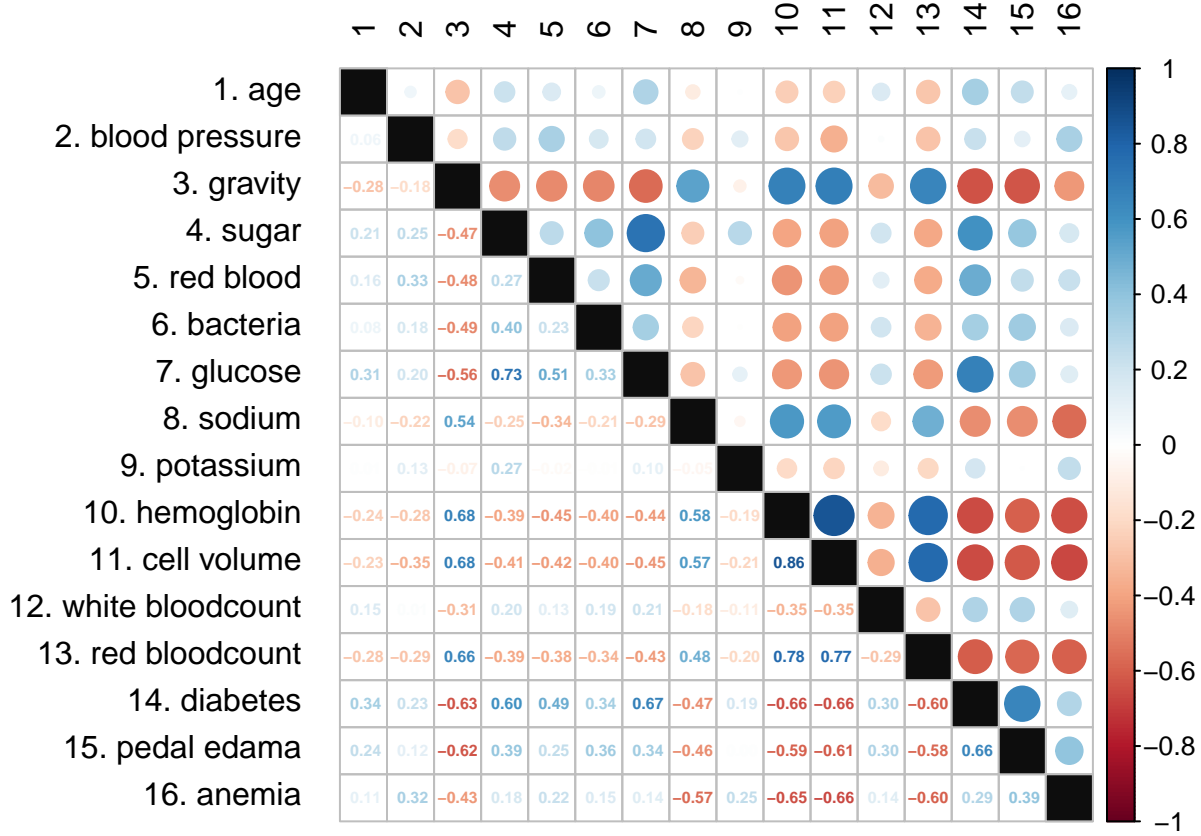 1 2 3 4 5 6 7 8 9 10 11 12 13 14 15 16
1. age
2. blood pressure 0.06
3. gravity −0.28 −0.18
4. sugar 0.21 0.25 −0.47
5. red blood 0.16 0.33 −0.48 0.27
6. bacteria 0.08 0.18 −0.49 0.40 0.23
7. glucose 0.31 0.20 −0.56 0.73 0.51 0.33
8. sodium −0.10 −0.22 0.54 −0.25 −0.34 −0.21 −0.29
9. potassium 0.13 −0.07 0.27 0.10 −0.05
10. hemoglobin −0.24 −0.28 0.68 −0.39 −0.45 −0.40 −0.44 0.58 −0.19
11. cell volume −0.23 −0.35 0.68 −0.41 −0.42 −0.40 −0.45 0.57 −0.21 0.86
12. white bloodcount 0.15 −0.31 0.20 0.13 0.19 0.21 −0.18 −0.11 −0.35 −0.35
13. red bloodcount −0.28 −0.29 0.66 −0.39 −0.38 −0.34 −0.43 0.48 −0.20 0.78 0.77 −0.29
14. diabetes 0.34 0.23 −0.63 0.60 0.49 0.34 0.67 −0.47 0.19 −0.66 −0.66 0.30 −0.60
15. pedal edama 0.24 0.12 −0.62 0.39 0.25 0.36 0.34 −0.46 −0.59 −0.61 0.30 −0.58 0.66
16. anemia 0.11 0.32 −0.43 0.18 0.22 0.15 0.14 −0.57 0.25 −0.65 −0.66 0.14 −0.60 0.29 0.39
1
0.8
0.6
0.4
0.2
0
−0.2
−0.4
−0.6
−0.8
−1